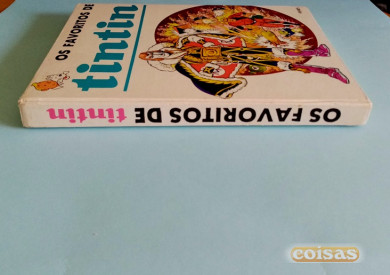 OS FAVORITOS DE
tintin
OS FAVORITOS DE tintin
coisas